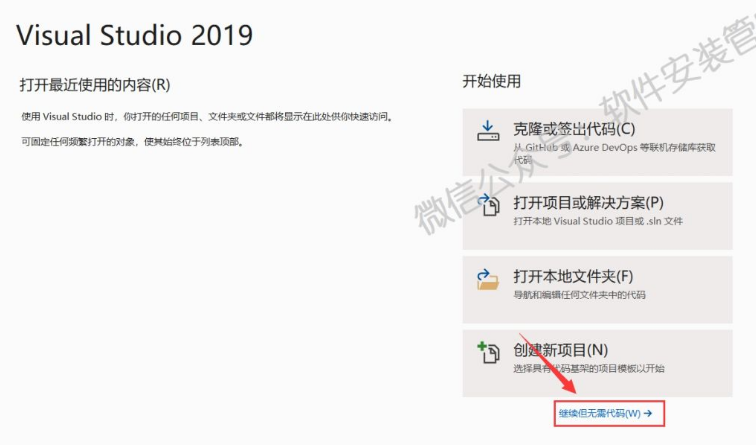 Visual Studio 2019
打开最近使用的内容(R)
使用 Visual Studio 时，你打开的任何项目、文件夹或文件都将显示在此处供你快速访问。
可固定任何频繁打开的对象，使其始终位于列表顶部。
开始使用
克隆或签出代码(C)
从 GitHub 或 Azure DevOps 等联机存储库获取
代码
打开项目或解决方案(P)
打开本地 Visual Studio 项目或 .sln 文件
打开本地文件夹(F)
导航和编辑任何文件夹中的代码
创建新项目(N)
选择具有代码基架的项目模板以开始
继续但无需代码(W) →
微信公众号：软件安装管